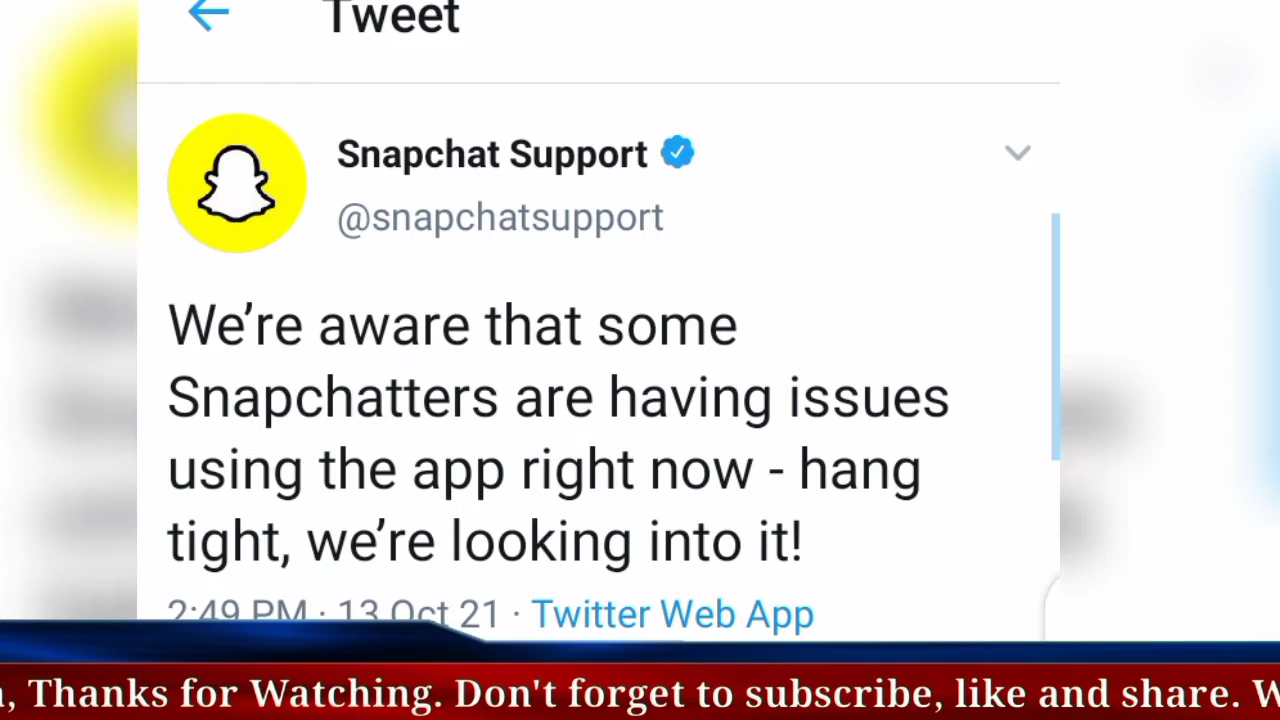 Tweet
Snapchat Support
@snapchatsupport
We’re aware that some
Snapchatters are having issues
using the app right now - hang
tight, we’re looking into it!
2:49 PM · 13 Oct 21 · Twitter Web App
Thanks for Watching. Don't forget to subscribe, like and share.